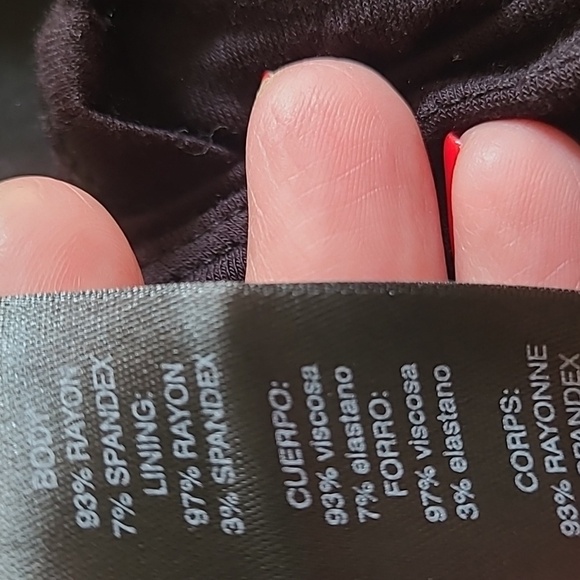 BODY:
93% RAYON
7% SPANDEX
LINING:
97% RAYON
3% SPANDEX
CUERPO:
93% viscosa
7% elastano
FORRO:
97% viscosa
3% elastano
CORPS:
93% RAYONNE
SPANDEX